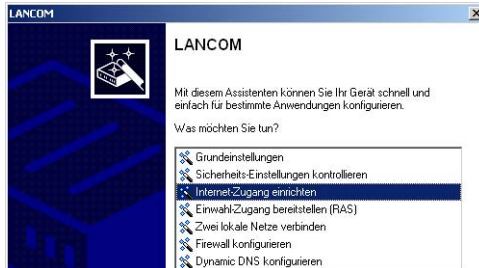 LANCOM
LANCOM
Mit diesem Assistenten können Sie Ihr Gerät schnell und
einfach für bestimmte Anwendungen konfigurieren.
Was möchten Sie tun?
Grundeinstellungen
Sicherheits-Einstellungen kontrollieren
Internet-Zugang einrichten
Einwahl-Zugang bereitstellen (RAS)
Zwei lokale Netze verbinden
Firewall konfigurieren
Dynamic DNS konfigurieren